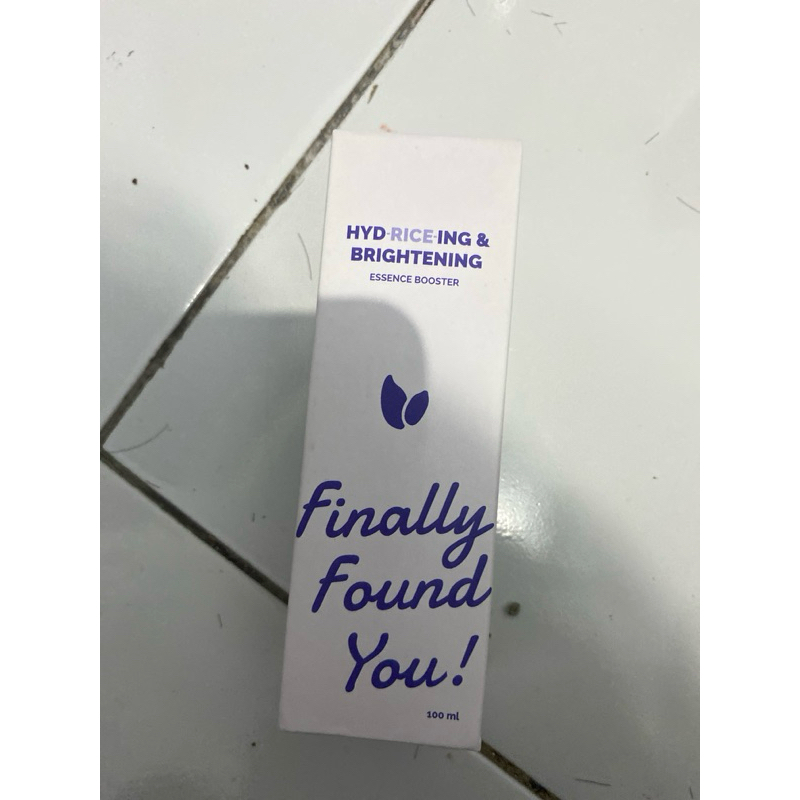 HYD-RICE-ING &
BRIGHTENING
ESSENCE BOOSTER
Finally
Found
You!
100 ml